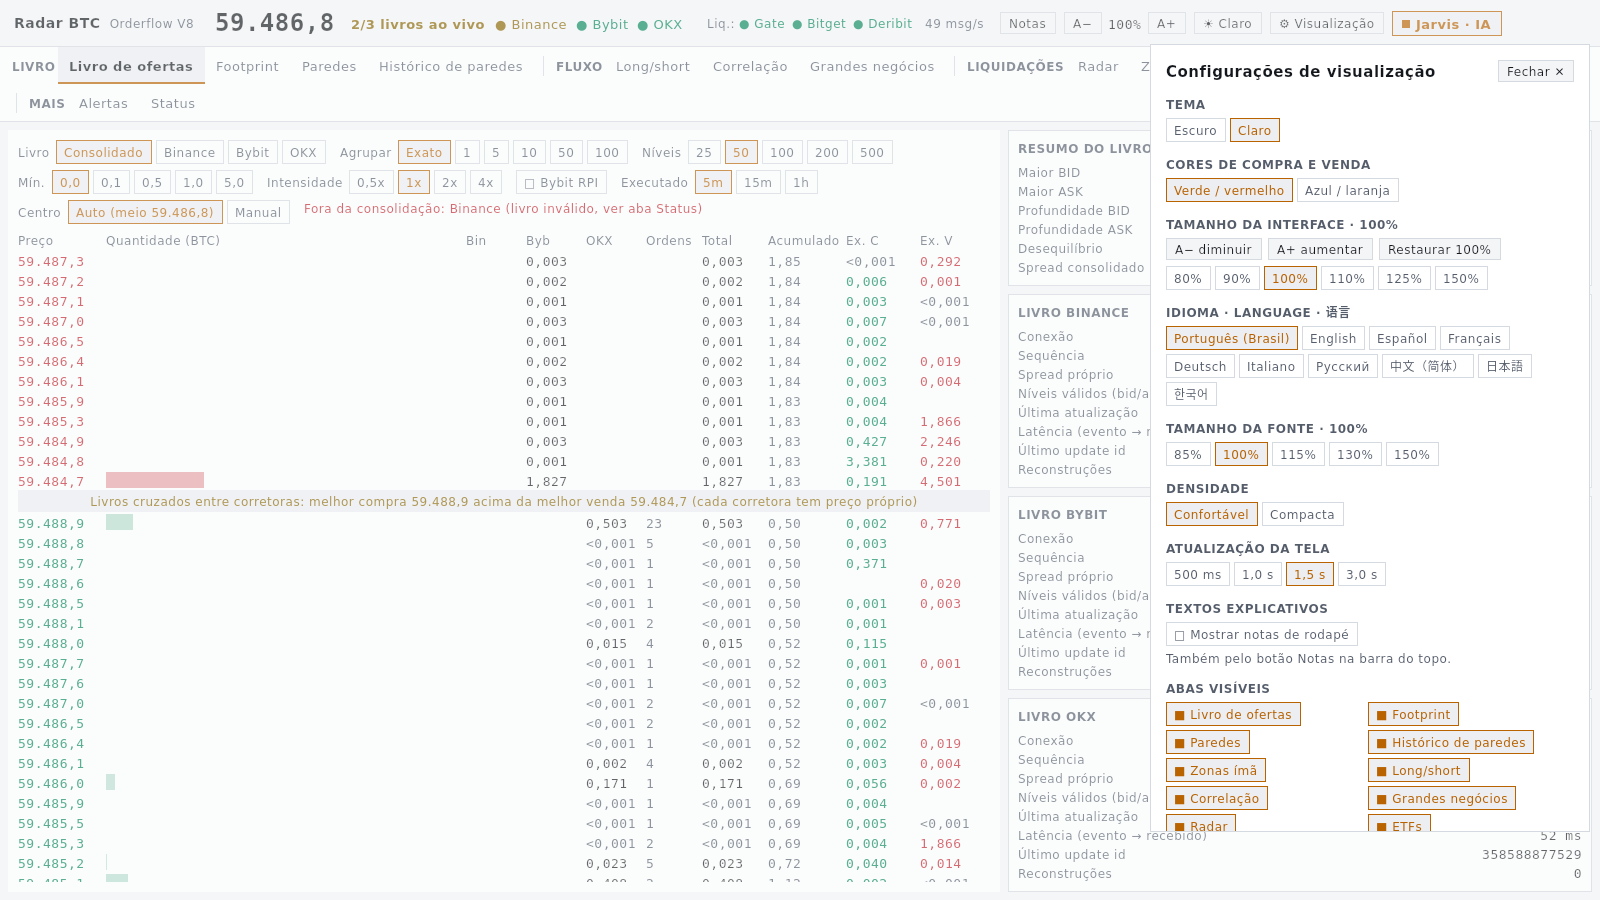 Radar BTC Orderflow V8 59.486,8 2/3 livros ao vivo ● Binance ● Bybit ● OKX Liq.: ● Gate ● Bitget ● Deribit 49 msg/s Notas A− 100% A+ ☀ Claro ⚙ Visualização ■ Jarvis · IA
LIVRO Livro de ofertas Footprint Paredes Histórico de paredes FLUXO Long/short Correlação Grandes negócios LIQUIDAÇÕES Radar
MAIS Alertas Status
Livro Consolidado Binance Bybit OKX Agrupar Exato 1 5 10 50 100 Níveis 25 50 100 200 500
Mín. 0,0 0,1 0,5 1,0 5,0 Intensidade 0,5x 1x 2x 4x □ Bybit RPI Executado 5m 15m 1h
Centro Auto (meio 59.486,8) Manual Fora da consolidação: Binance (livro inválido, ver aba Status)
Preço Quantidade (BTC) Bin Byb OKX Ordens Total Acumulado Ex. C Ex. V
59.487,3 0,003 0,003 1,85 <0,001 0,292
59.487,2 0,002 0,002 1,84 0,006 0,001
59.487,1 0,001 0,001 1,84 0,003 <0,001
59.487,0 0,003 0,003 1,84 0,007 <0,001
59.486,5 0,001 0,001 1,84 0,002
59.486,4 0,002 0,002 1,84 0,002 0,019
59.486,1 0,003 0,003 1,84 0,003 0,004
59.485,9 0,001 0,001 1,83 0,004
59.485,3 0,001 0,001 1,83 0,004 1,866
59.484,9 0,003 0,003 1,83 0,427 2,246
59.484,8 0,001 0,001 1,83 3,381 0,220
59.484,7 1,827 1,827 1,83 0,191 4,501
Livros cruzados entre corretoras: melhor compra 59.488,9 acima da melhor venda 59.484,7 (cada corretora tem preço próprio)
59.488,9 0,503 23 0,503 0,50 0,002 0,771
59.488,8 <0,001 5 <0,001 0,50 0,003
59.488,7 <0,001 1 <0,001 0,50 0,371
59.488,6 <0,001 1 <0,001 0,50 0,020
59.488,5 <0,001 1 <0,001 0,50 0,001 0,003
59.488,1 <0,001 2 <0,001 0,50 0,001
59.488,0 0,015 4 0,015 0,52 0,115
59.487,7 <0,001 1 <0,001 0,52 0,001 0,001
59.487,6 <0,001 1 <0,001 0,52 0,003
59.487,0 <0,001 2 <0,001 0,52 0,007 <0,001
59.486,5 <0,001 2 <0,001 0,52 0,002
59.486,4 <0,001 1 <0,001 0,52 0,002 0,019
59.486,1 0,002 4 0,002 0,52 0,003 0,004
59.486,0 0,171 1 0,171 0,69 0,056 0,002
59.485,9 <0,001 1 <0,001 0,69 0,004
59.485,5 <0,001 1 <0,001 0,69 0,005 <0,001
59.485,3 <0,001 2 <0,001 0,69 0,004 1,866
59.485,2 0,023 5 0,023 0,72 0,040 0,014
RESUMO DO LIVRO
Maior BID
Maior ASK
Profundidade BID
Profundidade ASK
Desequilíbrio
Spread consolidado
LIVRO BINANCE
Conexão
Sequência
Spread próprio
Níveis válidos (bid/a
Última atualização
Latência (evento →
Último update id
Reconstruções
LIVRO BYBIT
Conexão
Sequência
Spread próprio
Níveis válidos (bid/a
Última atualização
Latência (evento →
Último update id
Reconstruções
LIVRO OKX
Conexão
Sequência
Spread próprio
Níveis válidos (bid/a
Última atualização
Latência (evento → recebido) 52 ms
Último update id 358588877529
Reconstruções 0
Configurações de visualização Fechar ✕
TEMA
Escuro Claro
CORES DE COMPRA E VENDA
Verde / vermelho Azul / laranja
TAMANHO DA INTERFACE · 100%
A− diminuir A+ aumentar Restaurar 100%
80% 90% 100% 110% 125% 150%
IDIOMA · LANGUAGE · 语言
Português (Brasil) English Español Français
Deutsch Italiano Русский 中文（简体） 日本語
한국어
TAMANHO DA FONTE · 100%
85% 100% 115% 130% 150%
DENSIDADE
Confortável Compacta
ATUALIZAÇÃO DA TELA
500 ms 1,0 s 1,5 s 3,0 s
TEXTOS EXPLICATIVOS
□ Mostrar notas de rodapé
Também pelo botão Notas na barra do topo.
ABAS VISÍVEIS
■ Livro de ofertas ■ Footprint
■ Paredes ■ Histórico de paredes
■ Zonas ímã ■ Long/short
■ Correlação ■ Grandes negócios
■ Radar ■ ETFs